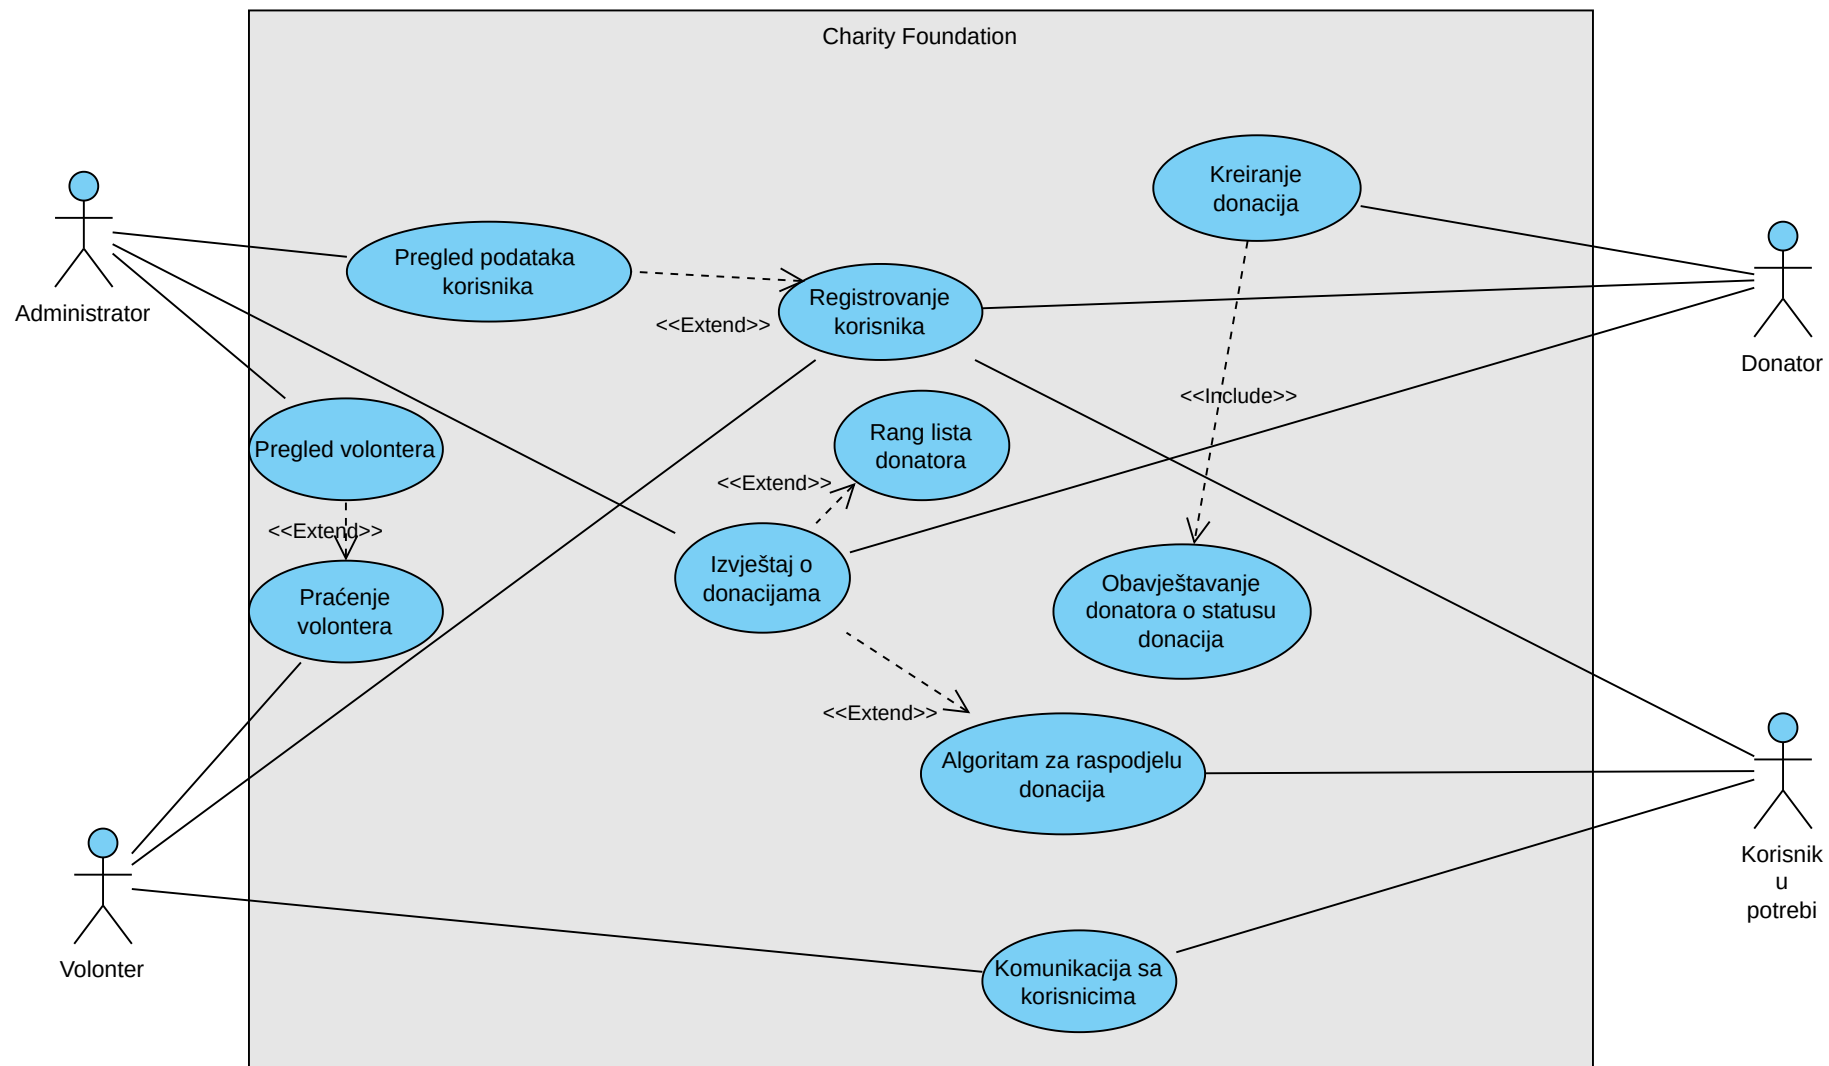 Charity Foundation
Kreiranje
donacija
Pregled podataka
korisnika
Registrovanje
korisnika
Administrator
<<Extend>>
Donator
<<Include>>
Rang lista
donatora
Pregled volontera
<<Extend>>
<<Extend>>
Izvještaj o
donacijama
Obavještavanje
donatora o statusu
donacija
Praćenje
volontera
<<Extend>>
Algoritam za raspodjelu
donacija
Korisnik
u
potrebi
Volonter
Komunikacija sa
korisnicima